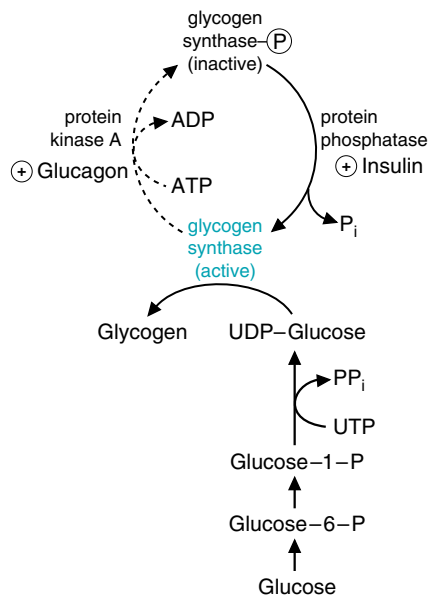 glycogen
synthase–P
(inactive)
protein
kinase A
+ Glucagon
ADP
ATP
protein
phosphatase
+ Insulin
Pi
glycogen
synthase
(active)
Glycogen
UDP–Glucose
PPi
UTP
Glucose–1–P
Glucose–6–P
Glucose